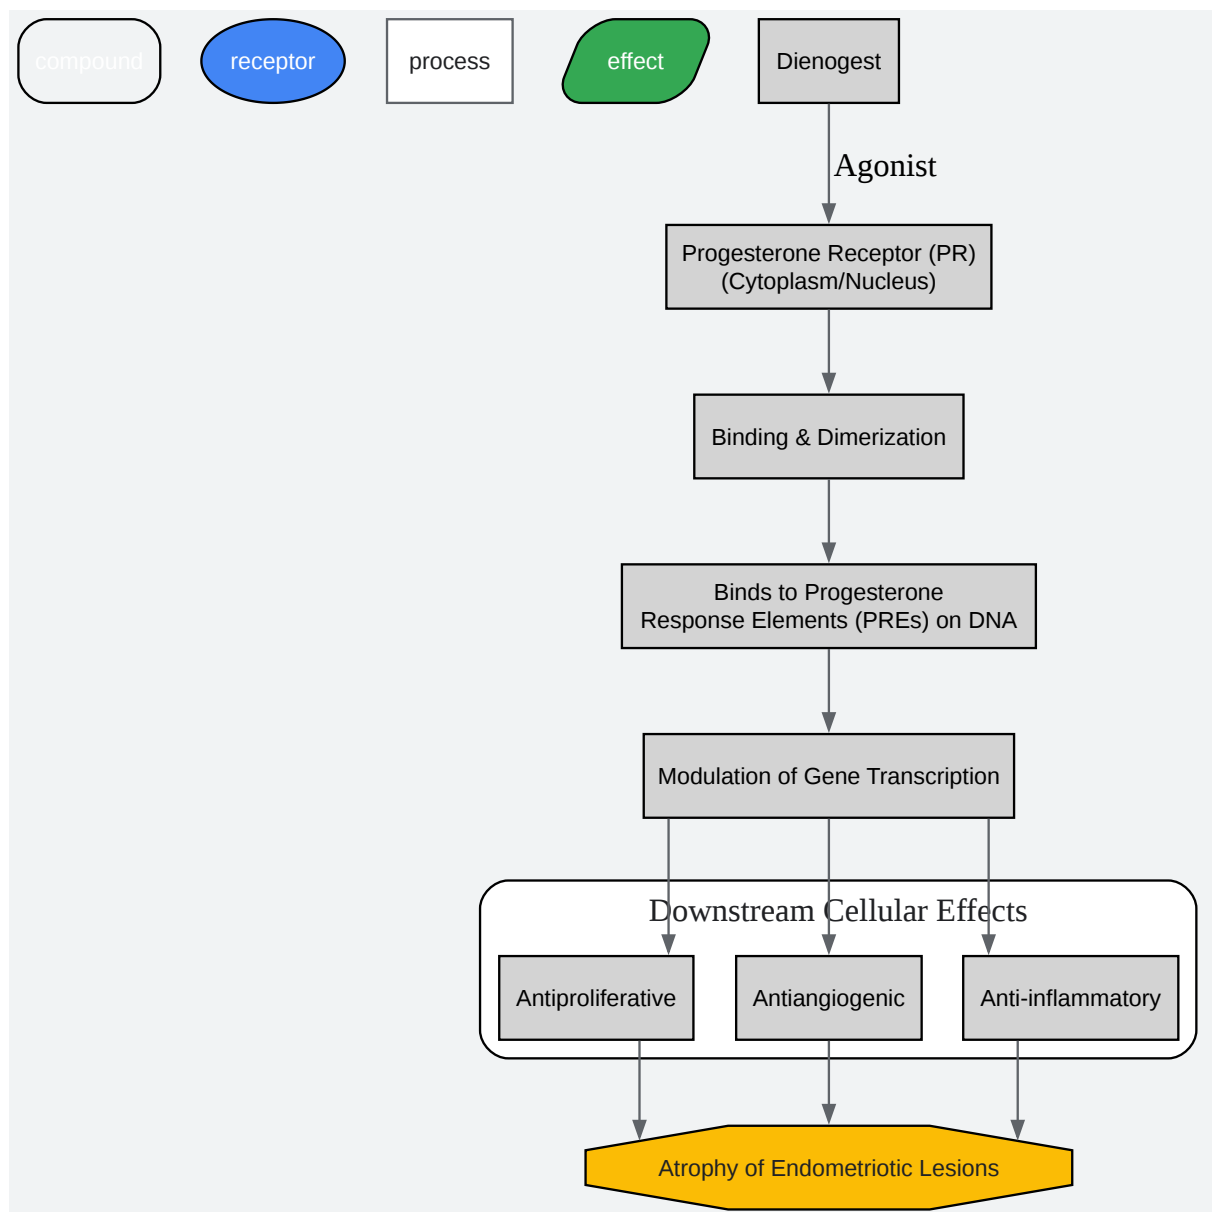 compound
receptor
process
effect
Dienogest
Agonist
Progesterone Receptor (PR)
(Cytoplasm/Nucleus)
Binding & Dimerization
Binds to Progesterone
Response Elements (PREs) on DNA
Modulation of Gene Transcription
Downstream Cellular Effects
Antiproliferative
Antiangiogenic
Anti-inflammatory
Atrophy of Endometriotic Lesions